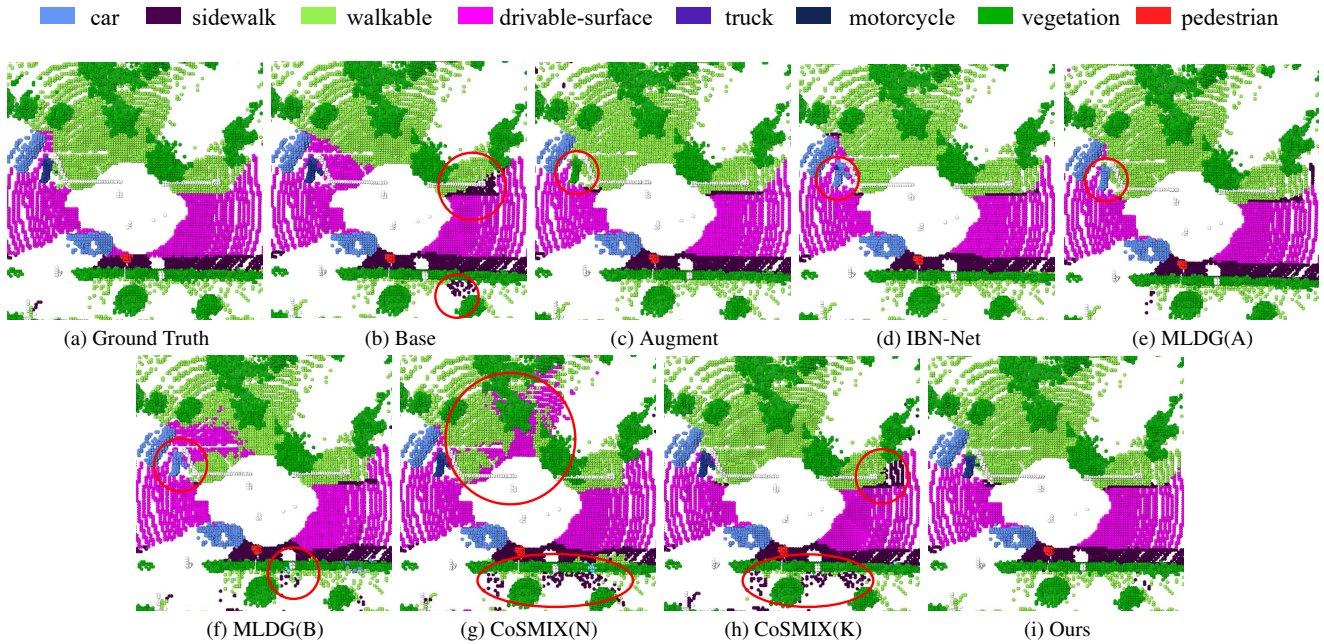 car sidewalk walkable drivable-surface truck motorcycle vegetation pedestrian
(a) Ground Truth (b) Base (c) Augment (d) IBN-Net (e) MLDG(A)
(f) MLDG(B) (g) CoSMIX(N) (h) CoSMIX(K) (i) Ours